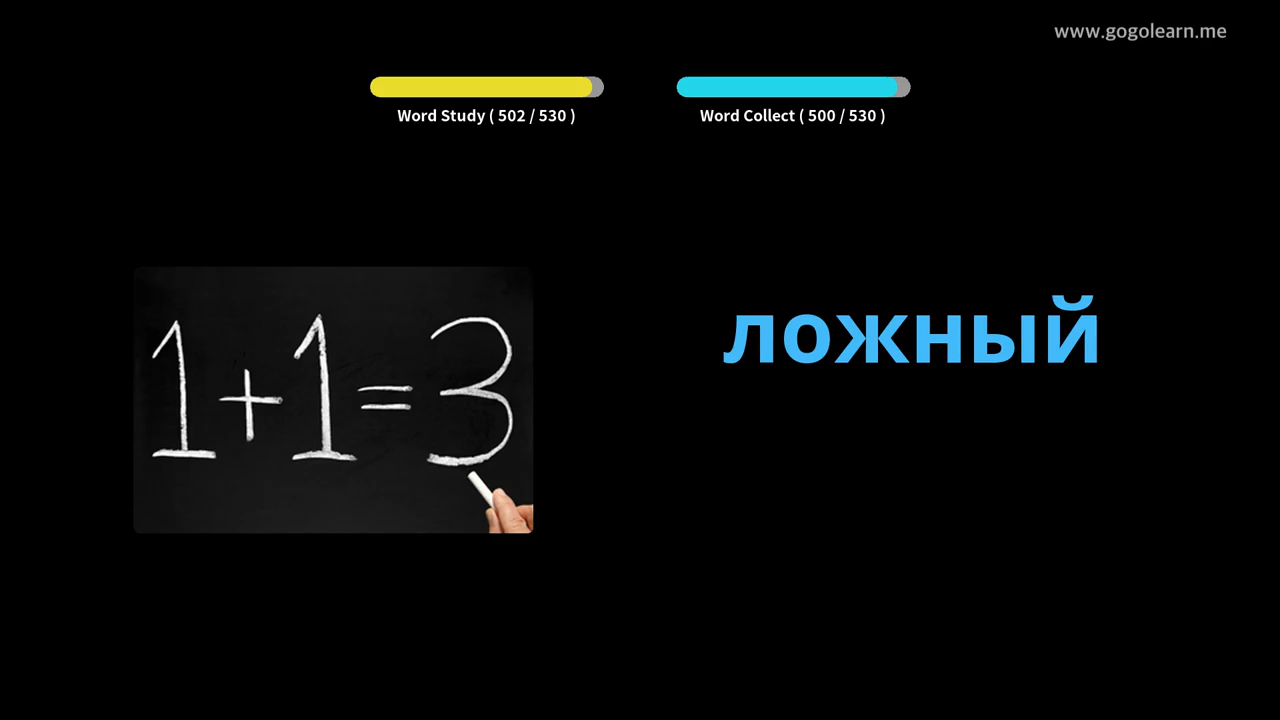 www.gogolearn.me
Word Study ( 502 / 530 )
Word Collect ( 500 / 530 )
1+1=3
ложный